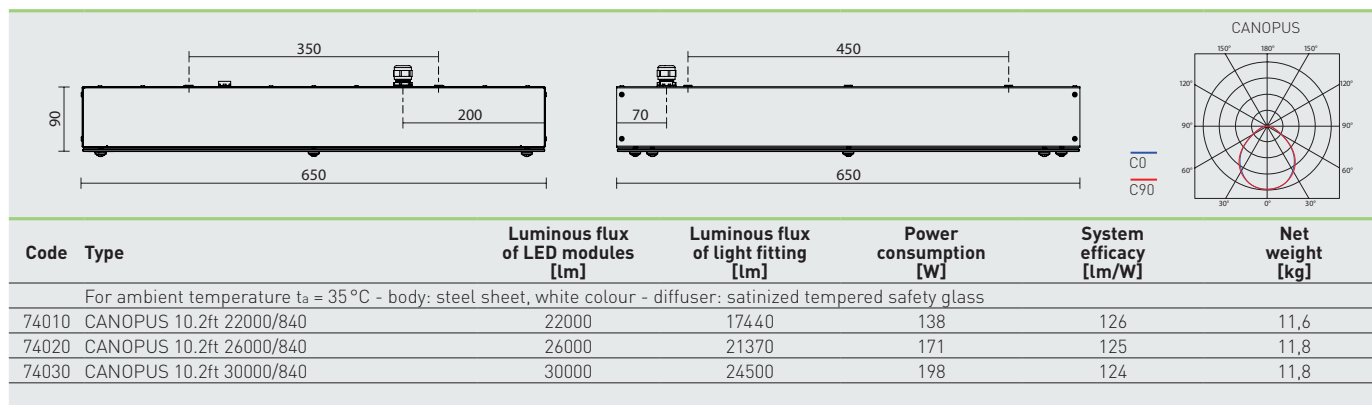 CANOPUS
350
90
200
650
450
70
650
150° 180° 150°
120° 120°
90° 90°
60° 60°
30° 0° 30°
C0
C90
Code Type Luminous flux of LED modules [lm] Luminous flux of light fitting [lm] Power consumption [W] System efficacy [lm/W] Net weight [kg]
For ambient temperature ta = 35 °C - body: steel sheet, white colour - diffuser: satinized tempered safety glass
74010 CANOPUS 10.2ft 22000/840 22000 17440 138 126 11,6
74020 CANOPUS 10.2ft 26000/840 26000 21370 171 125 11,8
74030 CANOPUS 10.2ft 30000/840 30000 24500 198 124 11,8